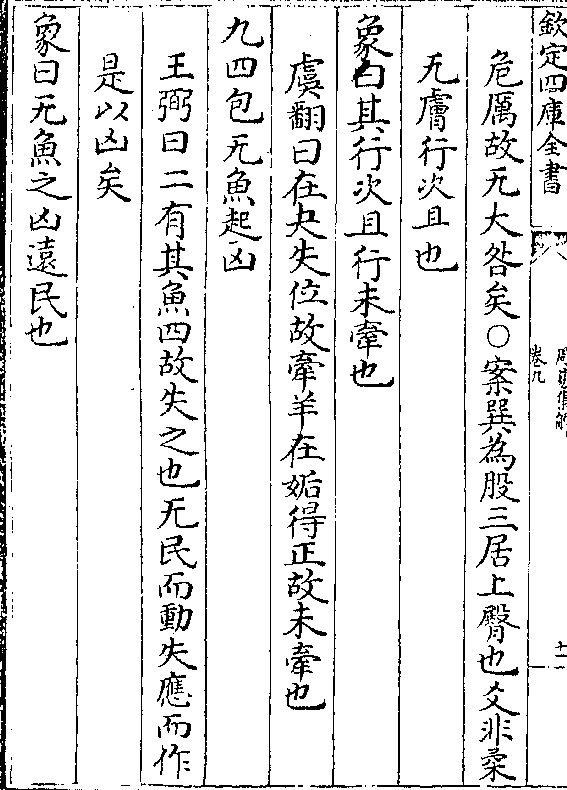 欽定四庫全書
卷九
十一
危厲故无大咎矣○案巽為股三居上臀也爻非柔
无膚行次且也
象曰其行次且行未牽也
虞翻曰在夬失位故牽羊在姤得正故未牽也
九四包无魚起凶
王弼曰二有其魚四故失之也无民而動失應而作
是以凶矣
象曰无魚之凶遠民也